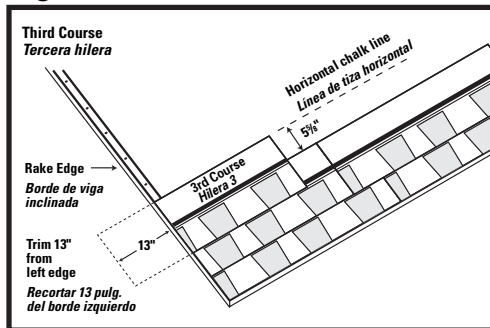 Third Course
Tercera hilera
Horizontal chalk line
Línea de tiza horizontal
5⅝"
3rd Course
Hilera 3
Rake Edge
Borde de viga
inclinada
13"
Trim 13"
from
left edge
Recortar 13 pulg.
del borde izquierdo